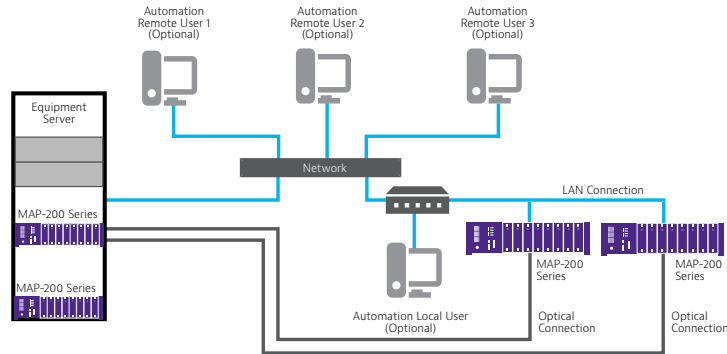 Automation
Remote User 1
(Optional)
Automation
Remote User 2
(Optional)
Automation
Remote User 3
(Optional)
Equipment
Server
Network
LAN Connection
MAP-200 Series
MAP-200
Series
MAP-200
Series
MAP-200 Series
Automation Local User
(Optional)
Optical
Connection
Optical
Connection